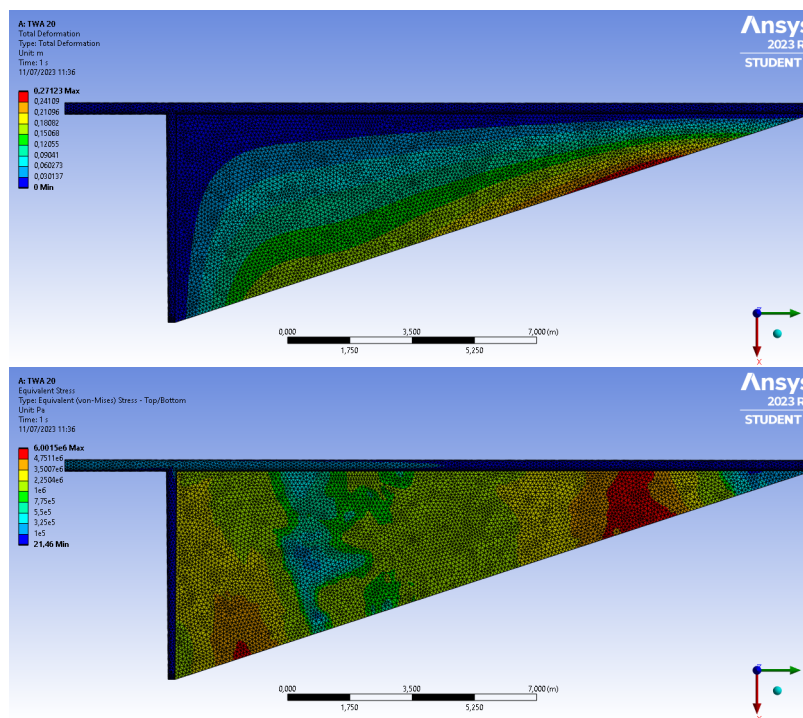 A: TWA 20
Total Deformation
Type: Total Deformation
Unit: m
Time: 1 s
11/07/2023 11:36
0,27123 Max
0,24109
0,21096
0,18082
0,15068
0,12055
0,09041
0,060273
0,030137
0 Min
Ansys
2023 R
STUDENT
0,000
3,500
7,000 (m)
1,750
5,250
Z
X
A: TWA 20
Equivalent Stress
Type: Equivalent (von-Mises) Stress - Top/Bottom
Unit: Pa
Time: 1 s
11/07/2023 11:36
6,0015e6 Max
4,7511e6
3,5007e6
2,2504e6
1e6
7,75e5
5,5e5
3,25e5
1e5
21,46 Min
Ansys
2023 R
STUDENT
0,000
3,500
7,000 (m)
1,750
5,250